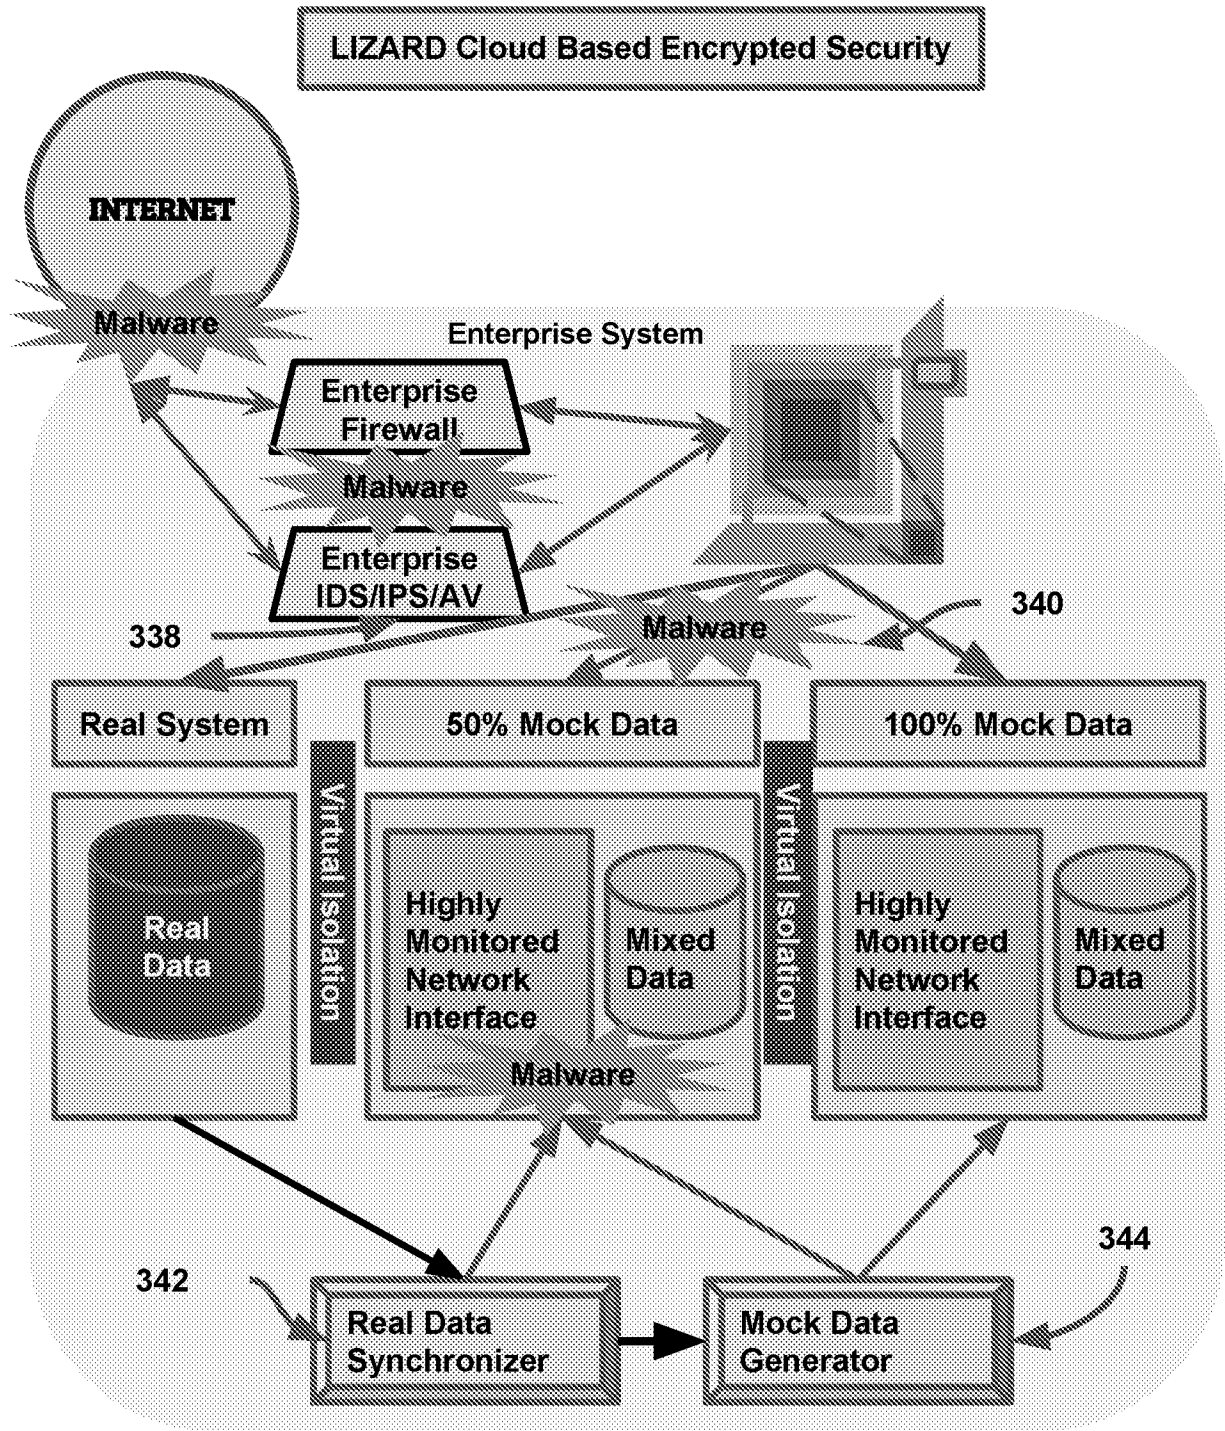 LIZARD Cloud Based Encrypted Security
INTERNET
Malware
Enterprise System
Enterprise
Firewall
Malware
Enterprise
IDS/IPS/AV
338
Malware
340
Real System
50% Mock Data
100% Mock Data
Real
Data
Virtual Isolation
Highly
Monitored
Network
Interface
Mixed
Data
Malware
Virtual Isolation
Highly
Monitored
Network
Interface
Mixed
Data
342
344
Real Data
Synchronizer
Mock Data
Generator